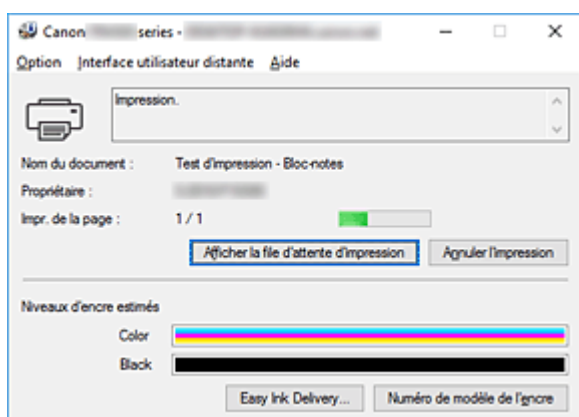 Canon series -
Option Interface utilisateur distante Aide
Impression.
Nom du document : Test d'impression - Bloc-notes
Propriétaire :
Impr. de la page : 1 / 1
Afficher la file d'attente d'impression Annuler l'impression
Niveaux d'encre estimés
Color
Black
Easy Ink Delivery... Numéro de modèle de l'encre